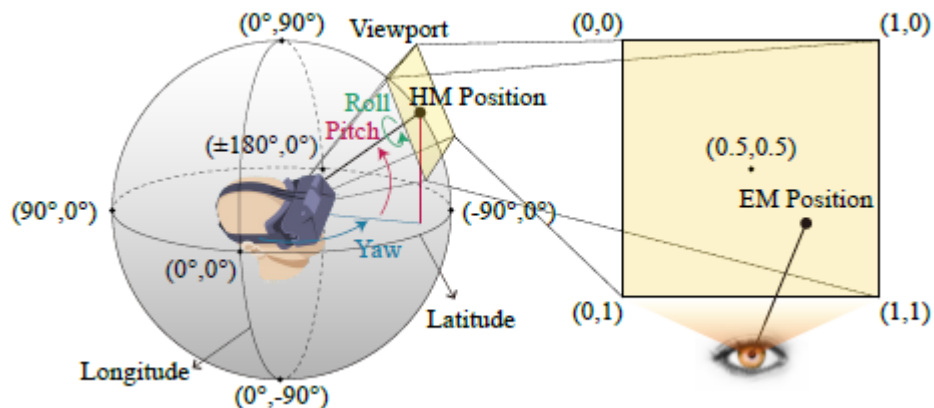 (0°,90°)
Viewport
(0,0)
(1,0)
Roll
HM Position
Pitch
(±180°,0°)
(0.5,0.5)
EM Position
(90°,0°)
(-90°,0°)
Yaw
(0°,0°)
(0,1)
(1,1)
Latitude
Longitude
(0°,-90°)